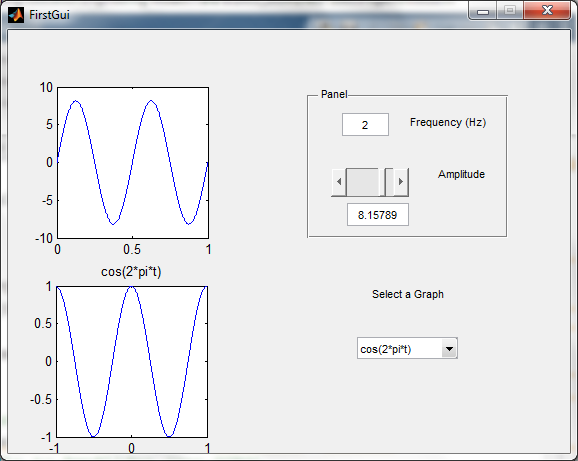 FirstGui
10
5
0
-5
-10
0 0.5 1
Panel
2 Frequency (Hz)
Amplitude
8.15789
cos(2*pi*t)
1
0.5
0
-0.5
-1
-1 0 1
Select a Graph
cos(2*pi*t)